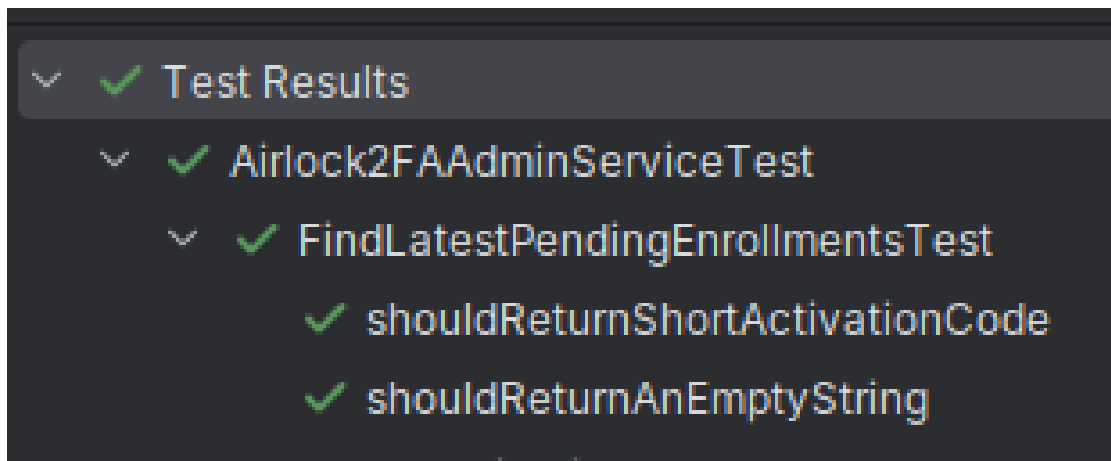 Test Results
Airlock2FAAdminServiceTest
FindLatestPendingEnrollmentsTest
shouldReturnShortActivationCode
shouldReturnAnEmptyString